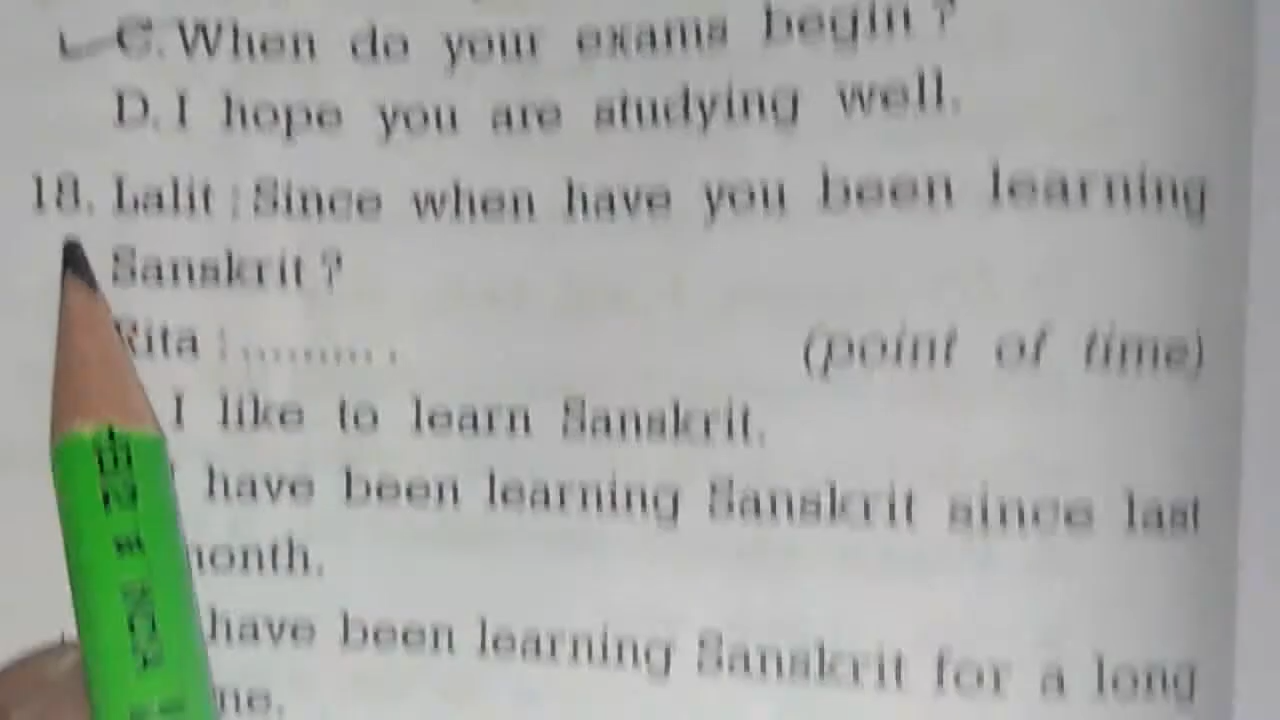 C. When do your exams begin ?
D. I hope you are studying well.
18. Lalit : Since when have you been learning
Sanskrit ?
Rita : ......... (point of time)
I like to learn Sanskrit.
I have been learning Sanskrit since last
month.
have been learning Sanskrit for a long
me.